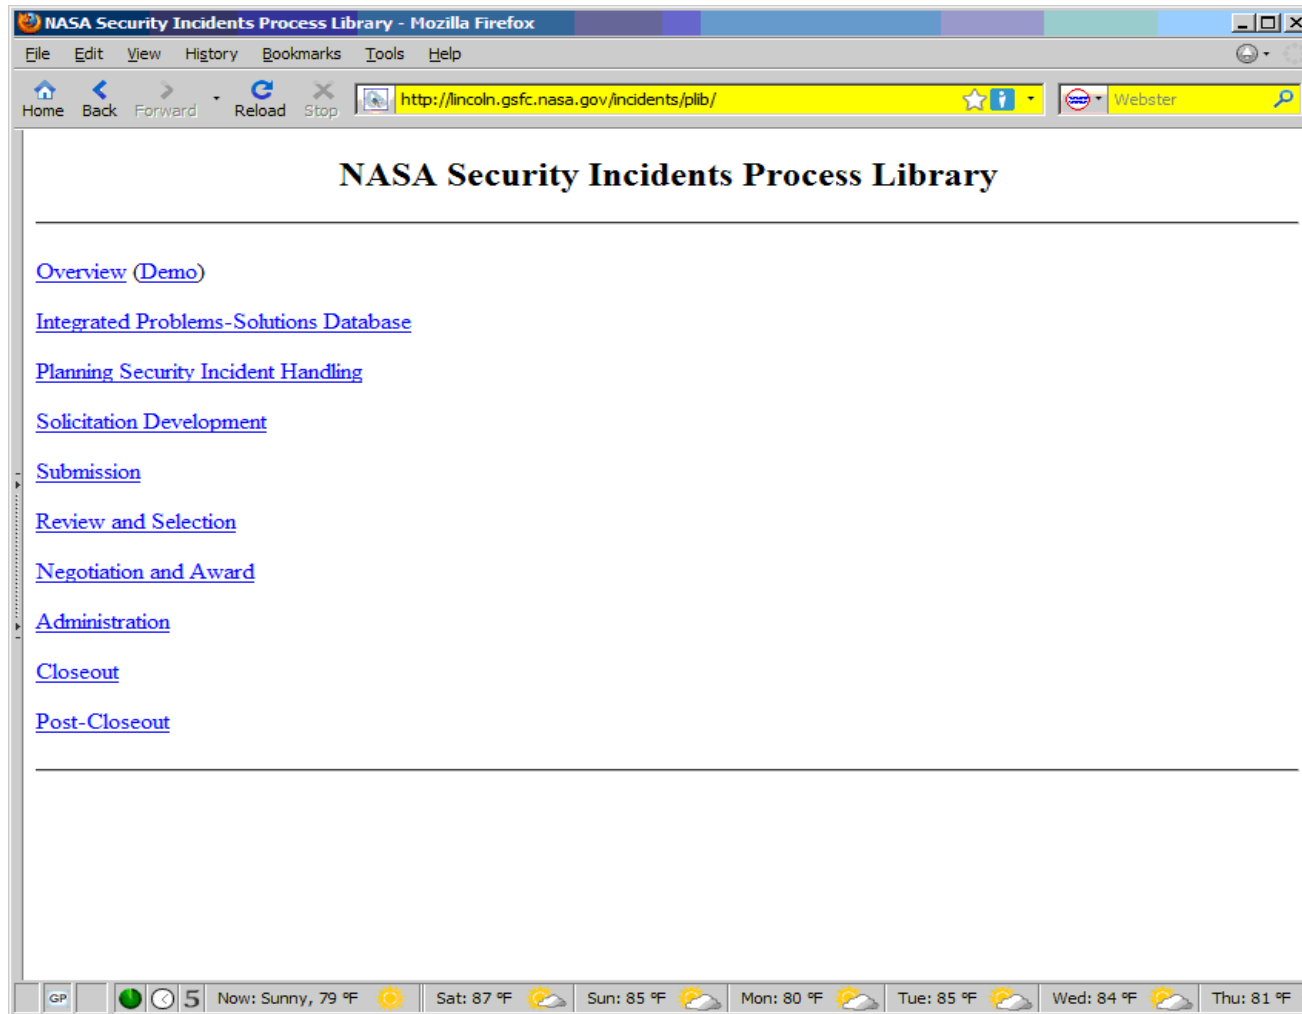 NASA Security Incidents Process Library - Mozilla Firefox
File Edit View History Bookmarks Tools Help
Home Back Forward Reload Stop http://lincoln.gsfc.nasa.gov/incidents/plib/ Webster
NASA Security Incidents Process Library
Overview (Demo)
Integrated Problems-Solutions Database
Planning Security Incident Handling
Solicitation Development
Submission
Review and Selection
Negotiation and Award
Administration
Closeout
Post-Closeout
GP 5 Now: Sunny, 79 °F Sat: 87 °F Sun: 85 °F Mon: 80 °F Tue: 85 °F Wed: 84 °F Thu: 81 °F